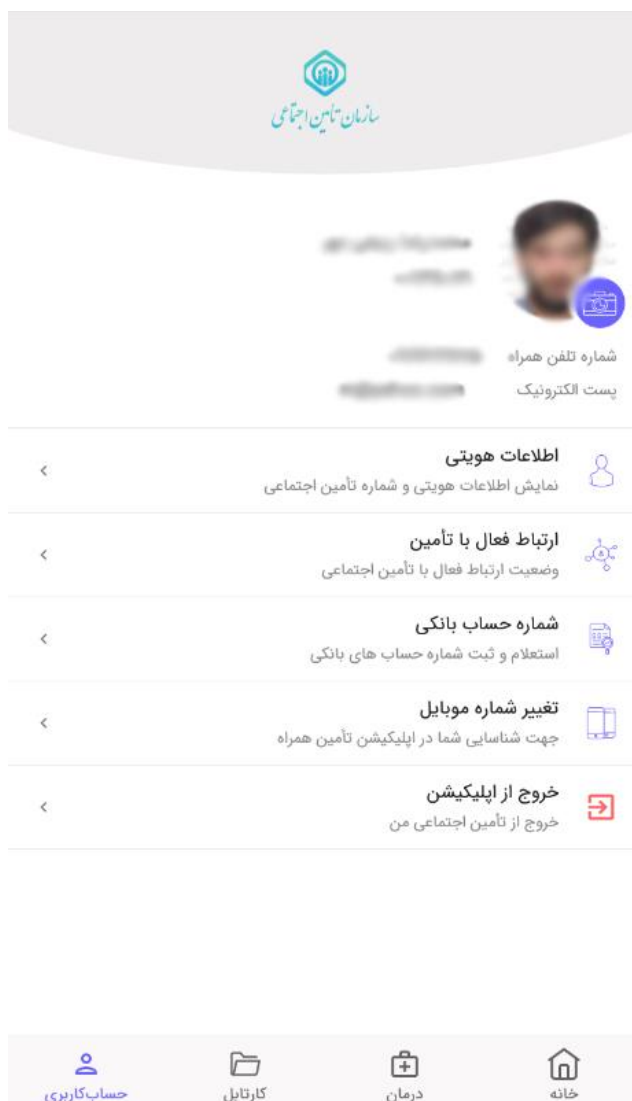 سازمان تأمین اجتماعی
شماره تلفن همراه
پست الکترونیک
اطلاعات هویتی
نمایش اطلاعات هویتی و شماره تأمین اجتماعی
ارتباط فعال با تأمین
وضعیت ارتباط فعال با تأمین اجتماعی
شماره حساب بانکی
استعلام و ثبت شماره حساب های بانکی
تغییر شماره موبایل
جهت شناسایی شما در اپلیکیشن تأمین همراه
خروج از اپلیکیشن
خروج از تأمین اجتماعی من
خانه
درمان
کارتابل
حساب‌کاربری